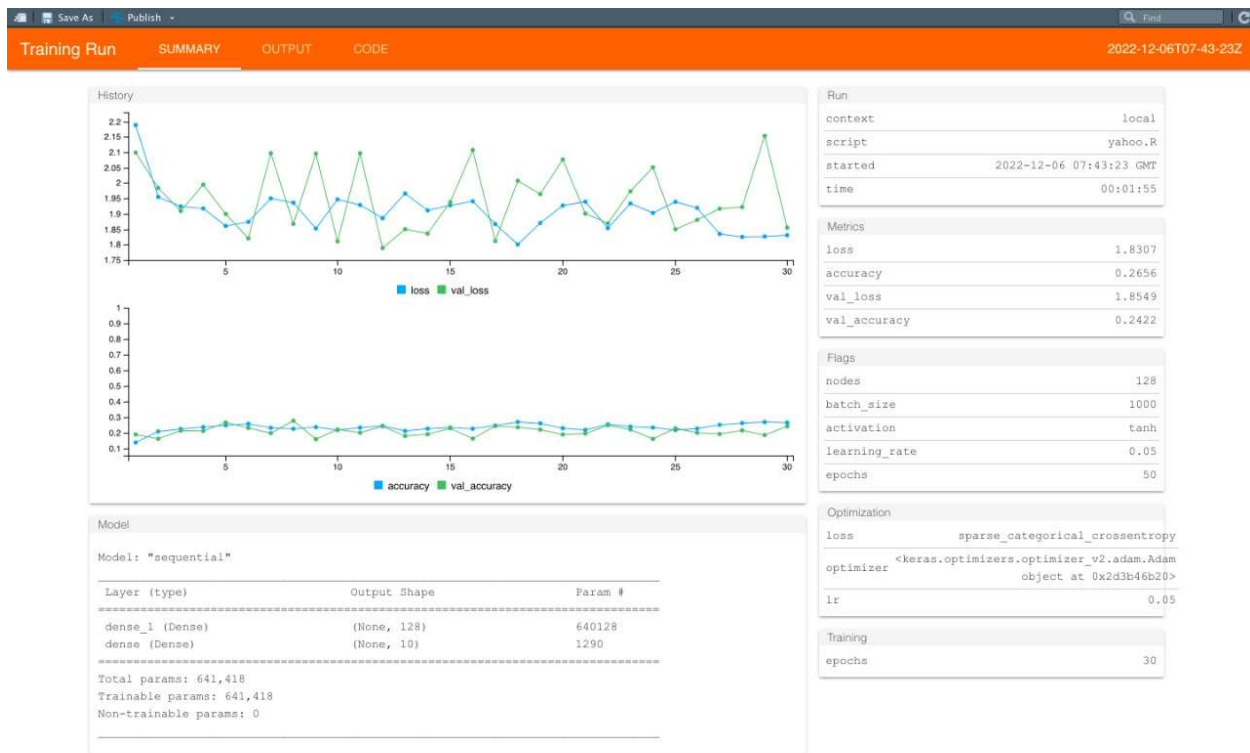 Save As Publish Find
Training Run SUMMARY OUTPUT CODE 2022-12-06T07-43-23Z
History
2.2
2.15
2.1
2.05
2
1.95
1.9
1.85
1.8
1.75
5 10 15 20 25 30
loss val_loss
1
0.9
0.8
0.7
0.6
0.5
0.4
0.3
0.2
0.1
5 10 15 20 25 30
accuracy val_accuracy
Model
Model: "sequential"
Layer (type) Output Shape Param #
dense_1 (Dense) (None, 128) 640128
dense (Dense) (None, 10) 1290
Total params: 641,418
Trainable params: 641,418
Non-trainable params: 0
Run
context local
script yahoo.R
started 2022-12-06 07:43:23 GMT
time 00:01:55
Metrics
loss 1.8307
accuracy 0.2656
val_loss 1.8549
val_accuracy 0.2422
Flags
nodes 128
batch_size 1000
activation tanh
learning_rate 0.05
epochs 50
Optimization
loss sparse_categorical_crossentropy
optimizer <keras.optimizers.optimizer_v2.adam.Adam
object at 0x2d3b46b20>
lr 0.05
Training
epochs 30